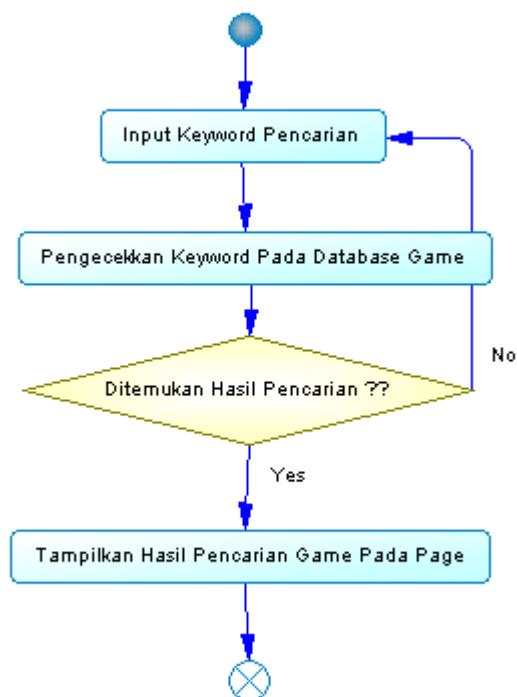 Input Keyword Pencarian
Pengecekkan Keyword Pada Database Game
No
Ditemukan Hasil Pencarian ??
Yes
Tampilkan Hasil Pencarian Game Pada Page